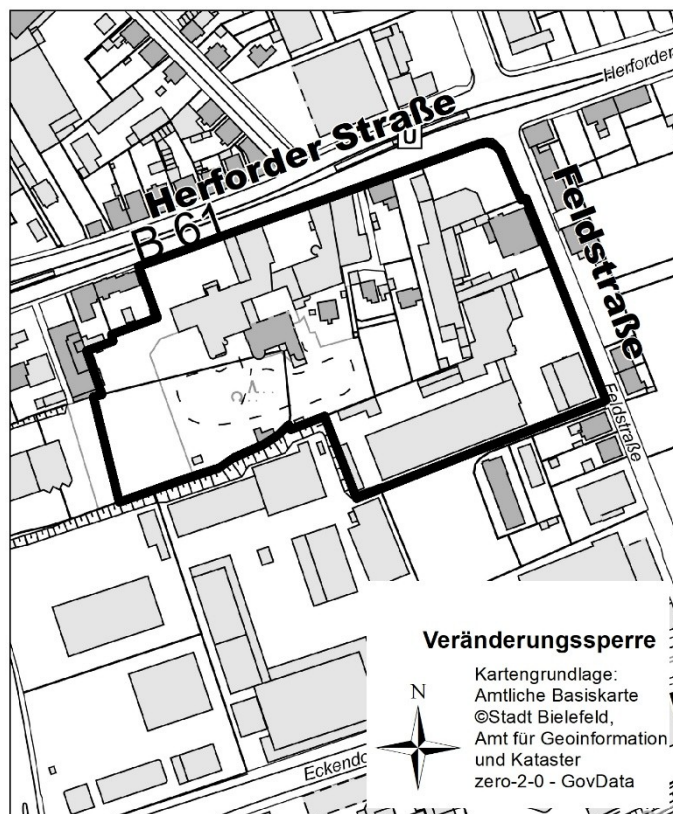 Herforder
Herforder Straße
U
B 61
Feldstraße
Feldstraße
Veränderungssperre
N
Kartengrundlage:
Amtliche Basiskarte
©Stadt Bielefeld,
Amt für Geoinformation
und Kataster
zero-2-0 - GovData
Eckendo